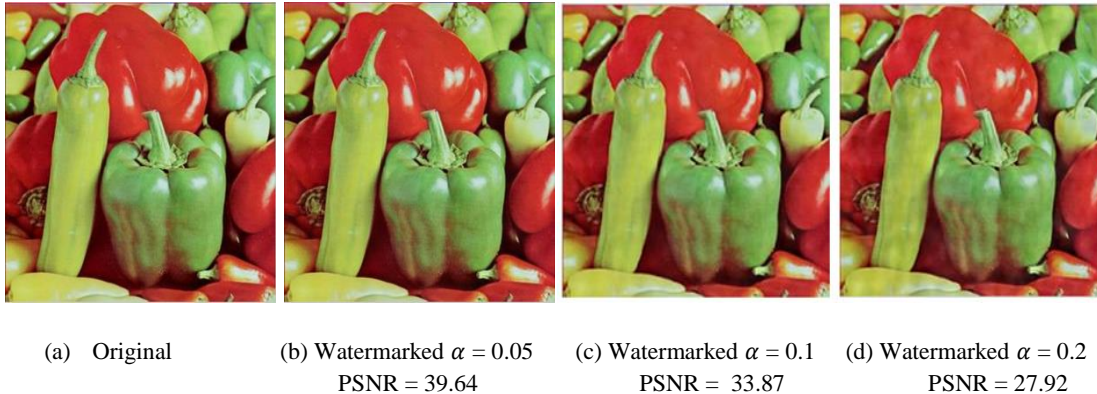 (a) Original
(b) Watermarked 𝛼 = 0.05
PSNR = 39.64
(c) Watermarked 𝛼 = 0.1
PSNR = 33.87
(d) Watermarked 𝛼 = 0.2
PSNR = 27.92